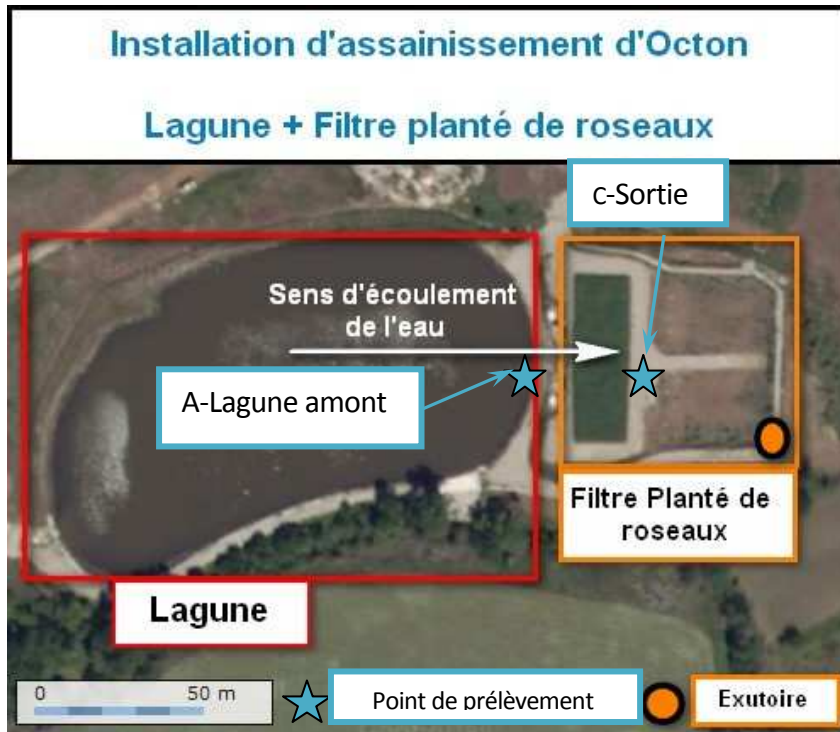 Installation d'assainissement d'Octon
Lagune + Filtre planté de roseaux
C-Sortie
Sens d'écoulement
de l'eau
A-Lagune amont
Filtre Planté de
roseaux
Lagune
0 50 m
Point de prélèvement
Exutoire